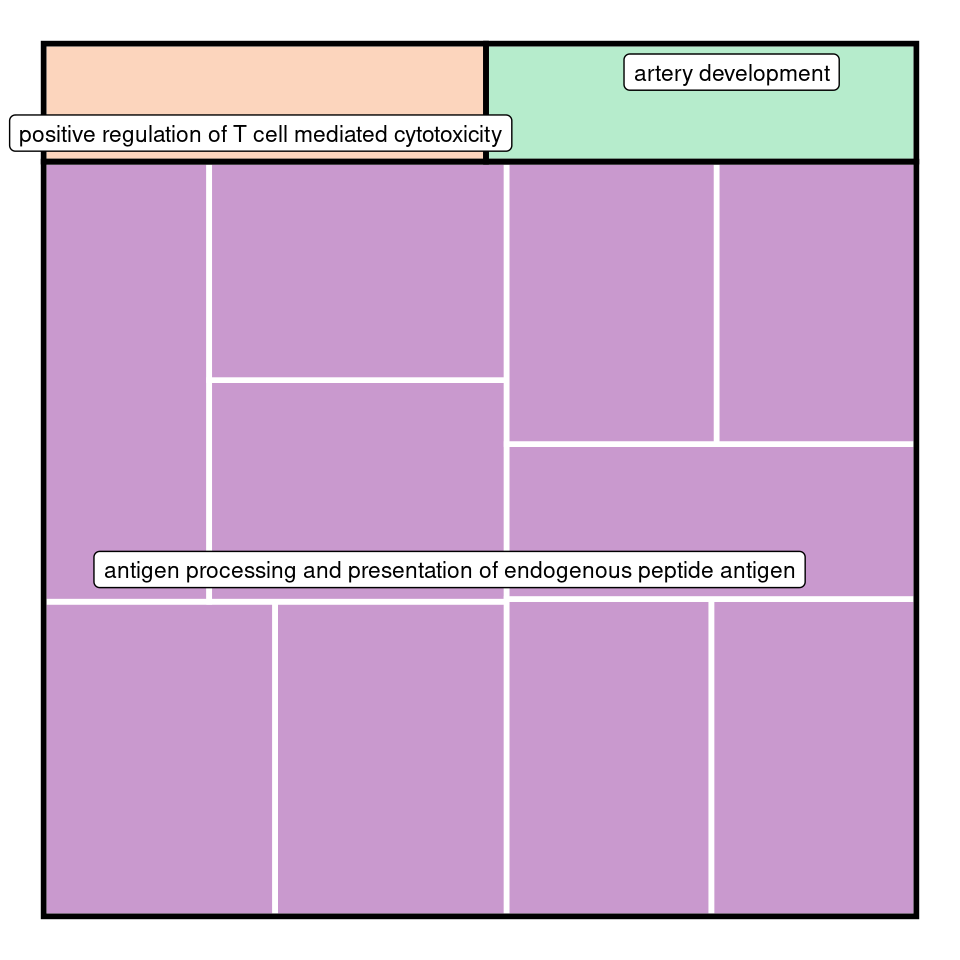 artery development
positive regulation of T cell mediated cytotoxicity
antigen processing and presentation of endogenous peptide antigen